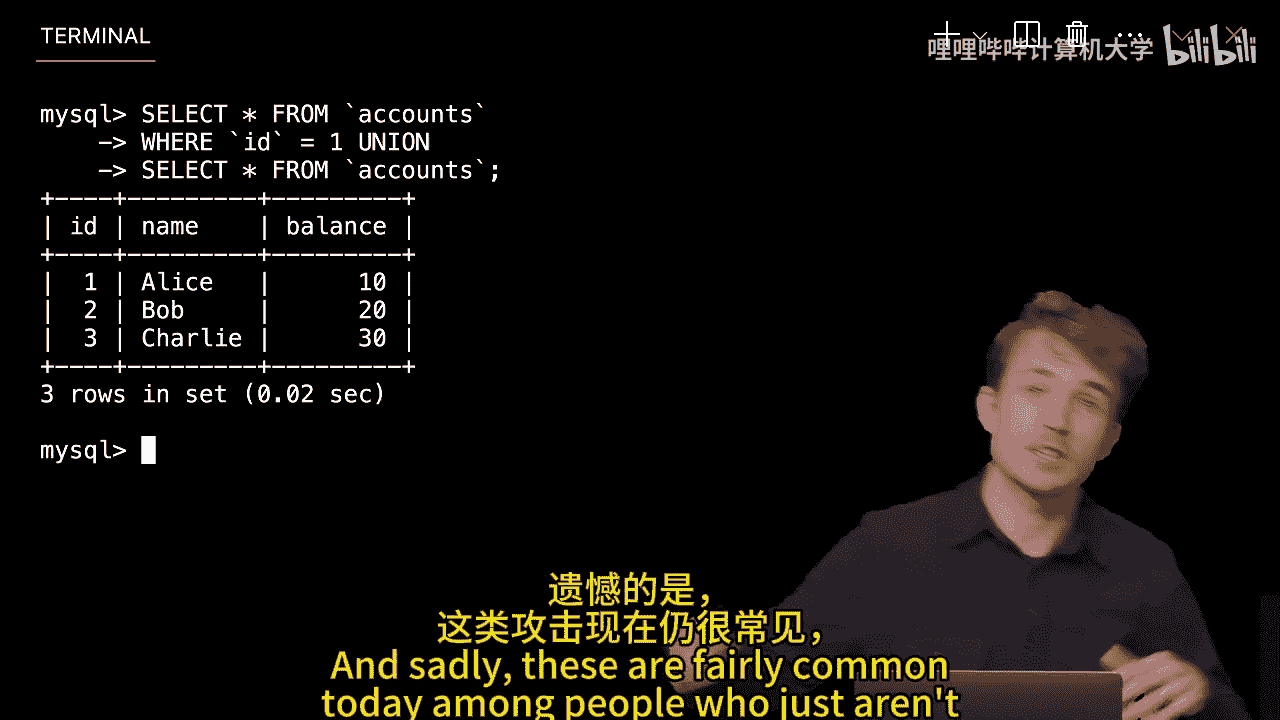 TERMINAL
哔哩哔哩计算机大学 bilibili
mysql> SELECT * FROM `accounts`
    -> WHERE `id` = 1 UNION
    -> SELECT * FROM `accounts`;
+----+---------+---------+
| id | name    | balance |
+----+---------+---------+
|  1 | Alice   |      10 |
|  2 | Bob     |      20 |
|  3 | Charlie |      30 |
+----+---------+---------+
3 rows in set (0.02 sec)
mysql>
遗憾的是，
这类攻击现在仍很常见，
And sadly, these are fairly common
today among people who just aren't